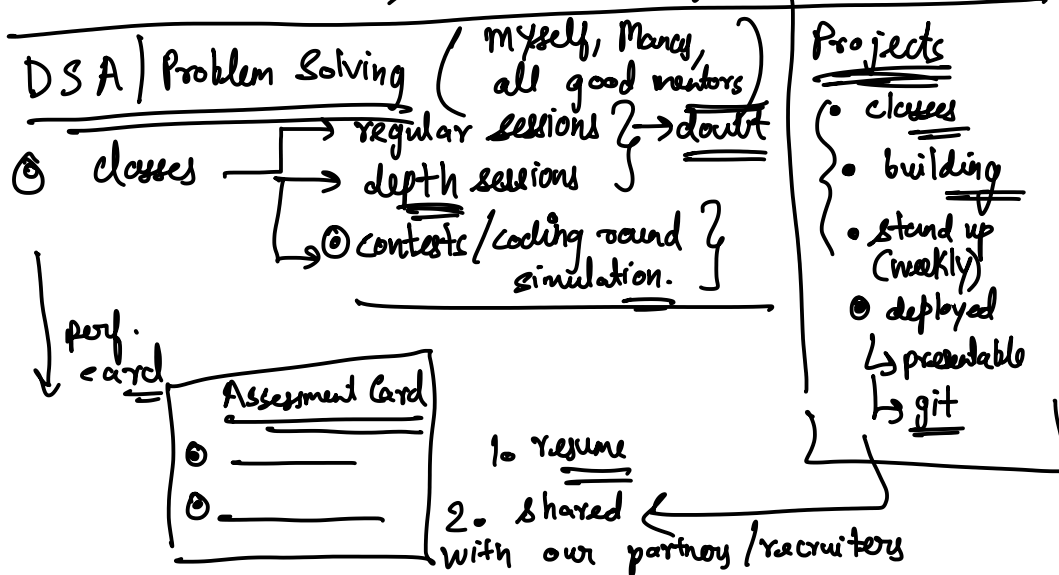 DSA | Problem Solving (myself, Mancy, all good mentors)
classes → regular sessions } → doubt
→ depth sessions
→ contests / coding round simulation.
perf. card
Assessment Card
1. resume
2. shared
with our partners / recruiters
Projects
• classes
• building
• stand up
(weekly)
deployed
↳ presentable
↳ git